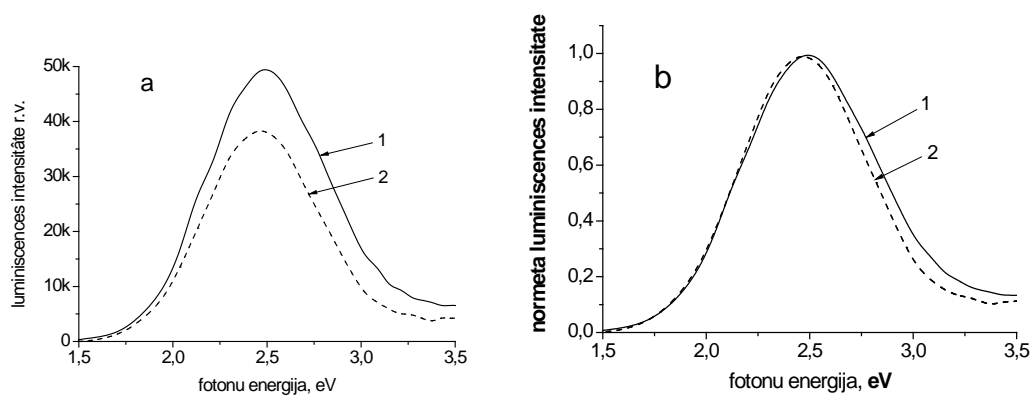 a
luminiscences intensitâte r.v.
50k
40k
30k
20k
10k
0
1
2
1,5
2,0
2,5
3,0
3,5
fotonu energija, eV
b
normeta luminiscences intensitate
1,0
0,8
0,6
0,4
0,2
0,0
1
2
1,5
2,0
2,5
3,0
3,5
fotonu energija, eV